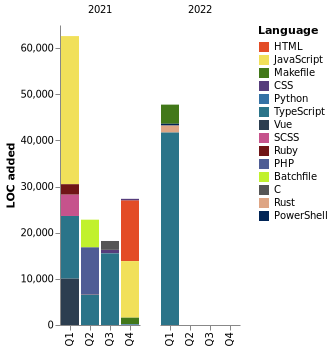 2021
2022
Language
HTML
JavaScript
Makefile
CSS
Python
TypeScript
Vue
SCSS
Ruby
PHP
Batchfile
C
Rust
PowerShell
LOC added
60,000
50,000
40,000
30,000
20,000
10,000
0
Q1
Q2
Q3
Q4
Q1
Q2
Q3
Q4